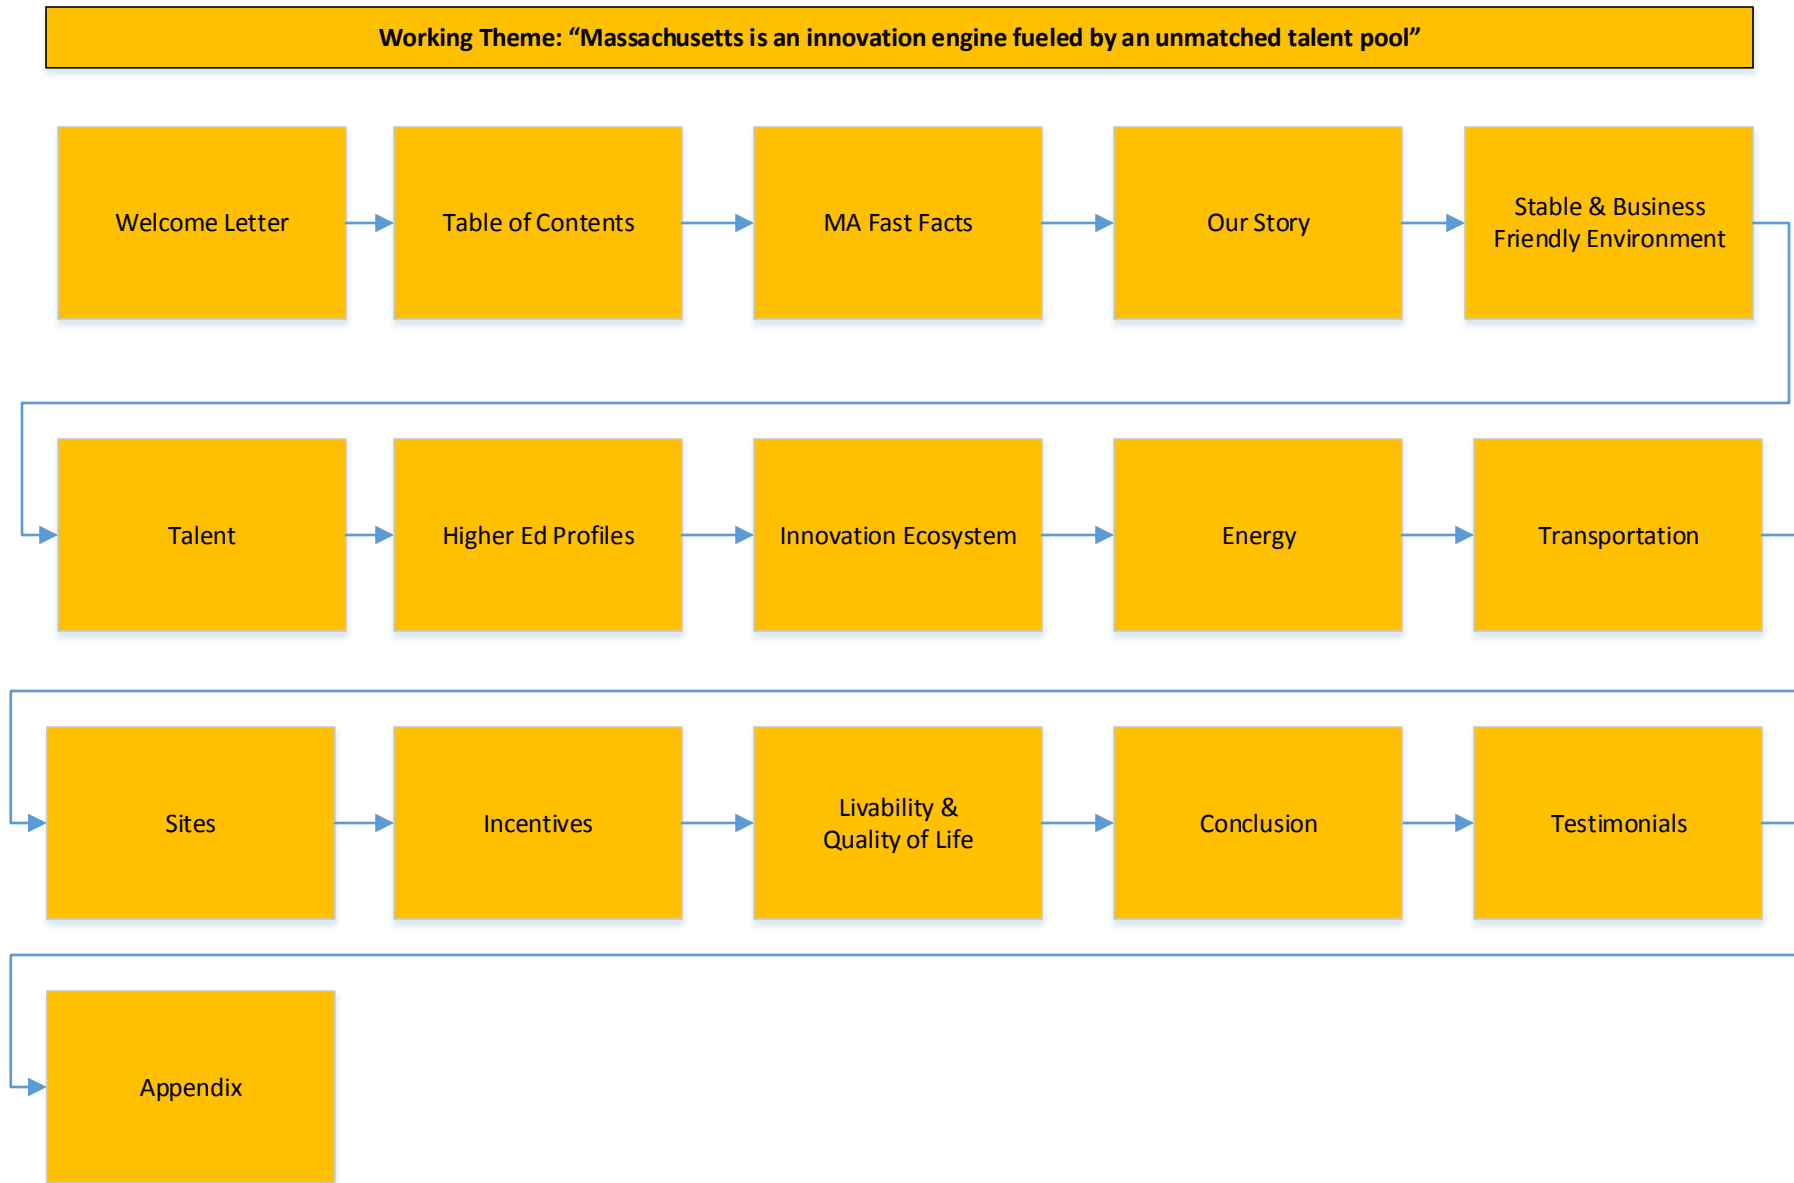 Working Theme: “Massachusetts is an innovation engine fueled by an unmatched talent pool”
Welcome Letter
Table of Contents
MA Fast Facts
Our Story
Stable & Business
Friendly Environment
Talent
Higher Ed Profiles
Innovation Ecosystem
Energy
Transportation
Sites
Incentives
Livability &
Quality of Life
Conclusion
Testimonials
Appendix